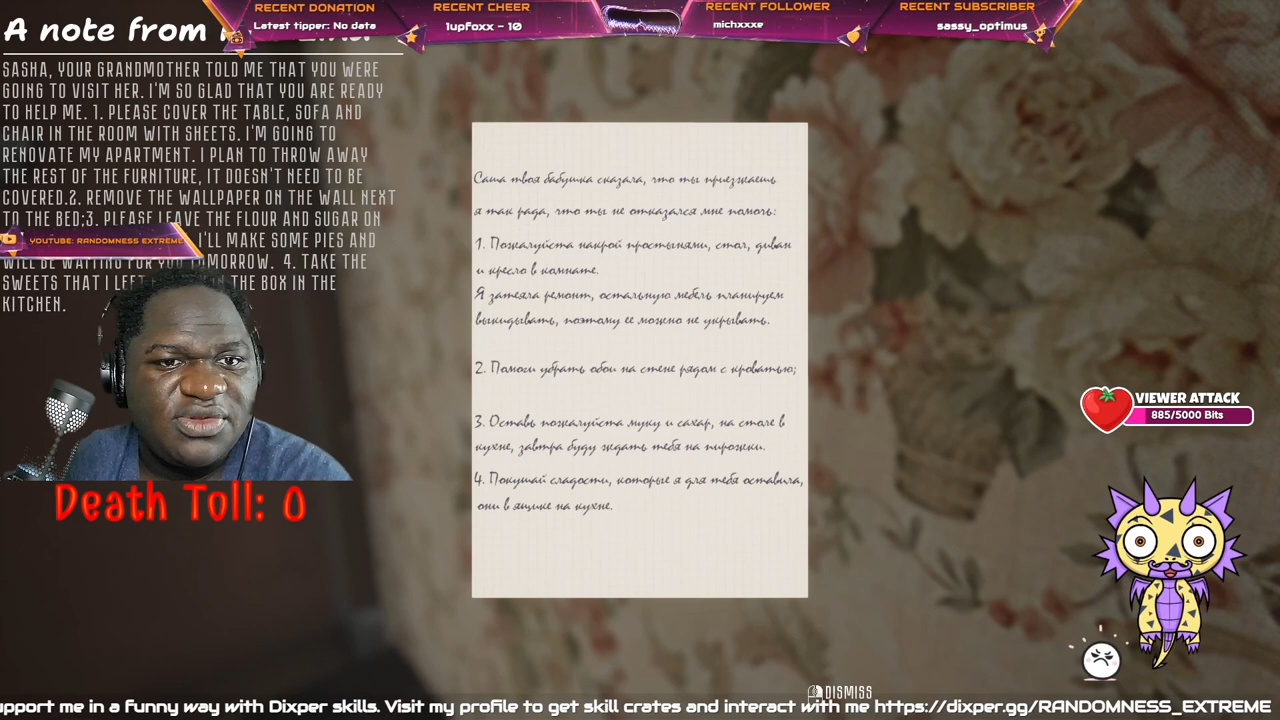 RECENT DONATION
Latest tipper: No data
RECENT CHEER
1upFoxx - 10
RECENT FOLLOWER
michxxxe
RECENT SUBSCRIBER
sassy_optimus
A note from
SASHA, YOUR GRANDMOTHER TOLD ME THAT YOU WERE
GOING TO VISIT HER. I'M SO GLAD THAT YOU ARE READY
TO HELP ME. 1. PLEASE COVER THE TABLE, SOFA AND
CHAIR IN THE ROOM WITH SHEETS. I'M GOING TO
RENOVATE MY APARTMENT. I PLAN TO THROW AWAY
THE REST OF THE FURNITURE, IT DOESN'T NEED TO BE
COVERED.2. REMOVE THE WALLPAPER ON THE WALL NEXT
TO THE BED;3. PLEASE LEAVE THE FLOUR AND SUGAR ON
I'LL MAKE SOME PIES AND
WILL BE WAITING FOR YOU TOMORROW. 4. TAKE THE
SWEETS THAT I LEFT THE BOX IN THE
KITCHEN.
YOUTUBE: RANDOMNESS EXTREME
Death Toll: 0
Саша твоя бабушка сказала, что ты приезжаешь
я так рада, что ты не отказался мне помочь:
1. Пожалуйста накрой простынями, стол, диван
и кресло в комнате.
Я затеяла ремонт, остальную мебель планируем
выкидывать, поэтому ее можно не укрывать.
2. Помоги убрать обои на стене рядом с кроватью;
3. Оставь пожалуйста муку и сахар, на столе в
кухне, завтра буду ждать тебя на пирожки.
4. Покушай сладости, которые я для тебя оставила,
они в ящике на кухне.
VIEWER ATTACK
885/5000 Bits
DISMISS
upport me in a funny way with Dixper skills. Visit my profile to get skill crates and interact with me https://dixper.gg/RANDOMNESS_EXTREME